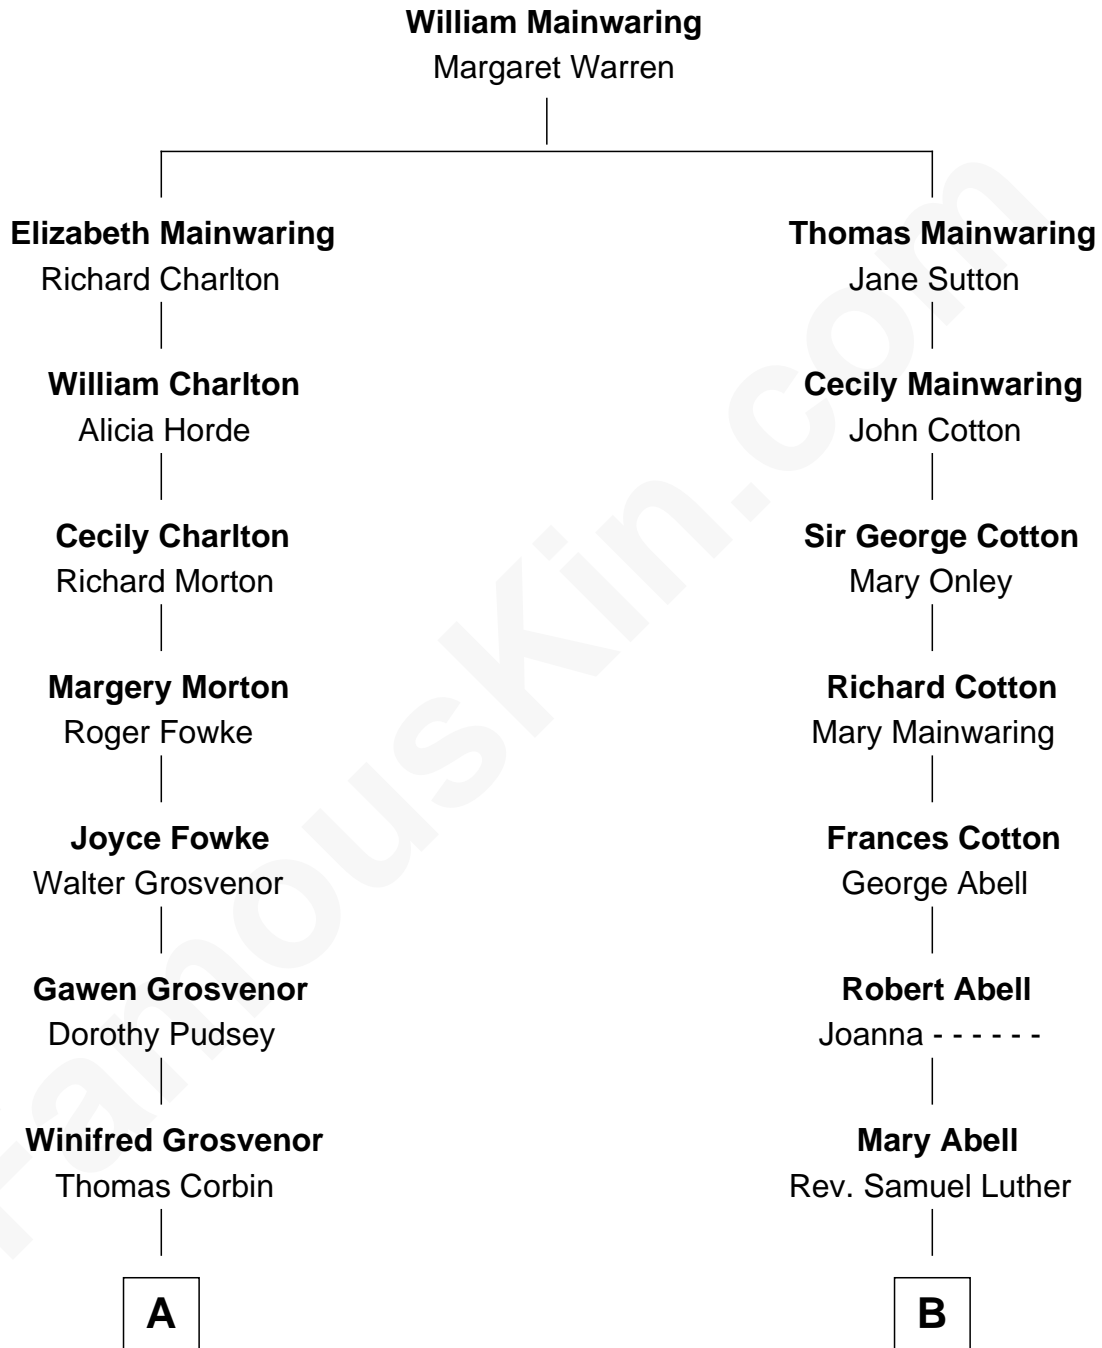 William Mainwaring
Margaret Warren
Elizabeth Mainwaring
Richard Charlton
Thomas Mainwaring
Jane Sutton
William Charlton
Alicia Horde
Cecily Mainwaring
John Cotton
Cecily Charlton
Richard Morton
Sir George Cotton
Mary Onley
Margery Morton
Roger Fowke
Richard Cotton
Mary Mainwaring
Joyce Fowke
Walter Grosvenor
Frances Cotton
George Abell
Gawen Grosvenor
Dorothy Pudsey
Robert Abell
Joanna - - - - - -
Winifred Grosvenor
Thomas Corbin
Mary Abell
Rev. Samuel Luther
A
B
FamousKin.com